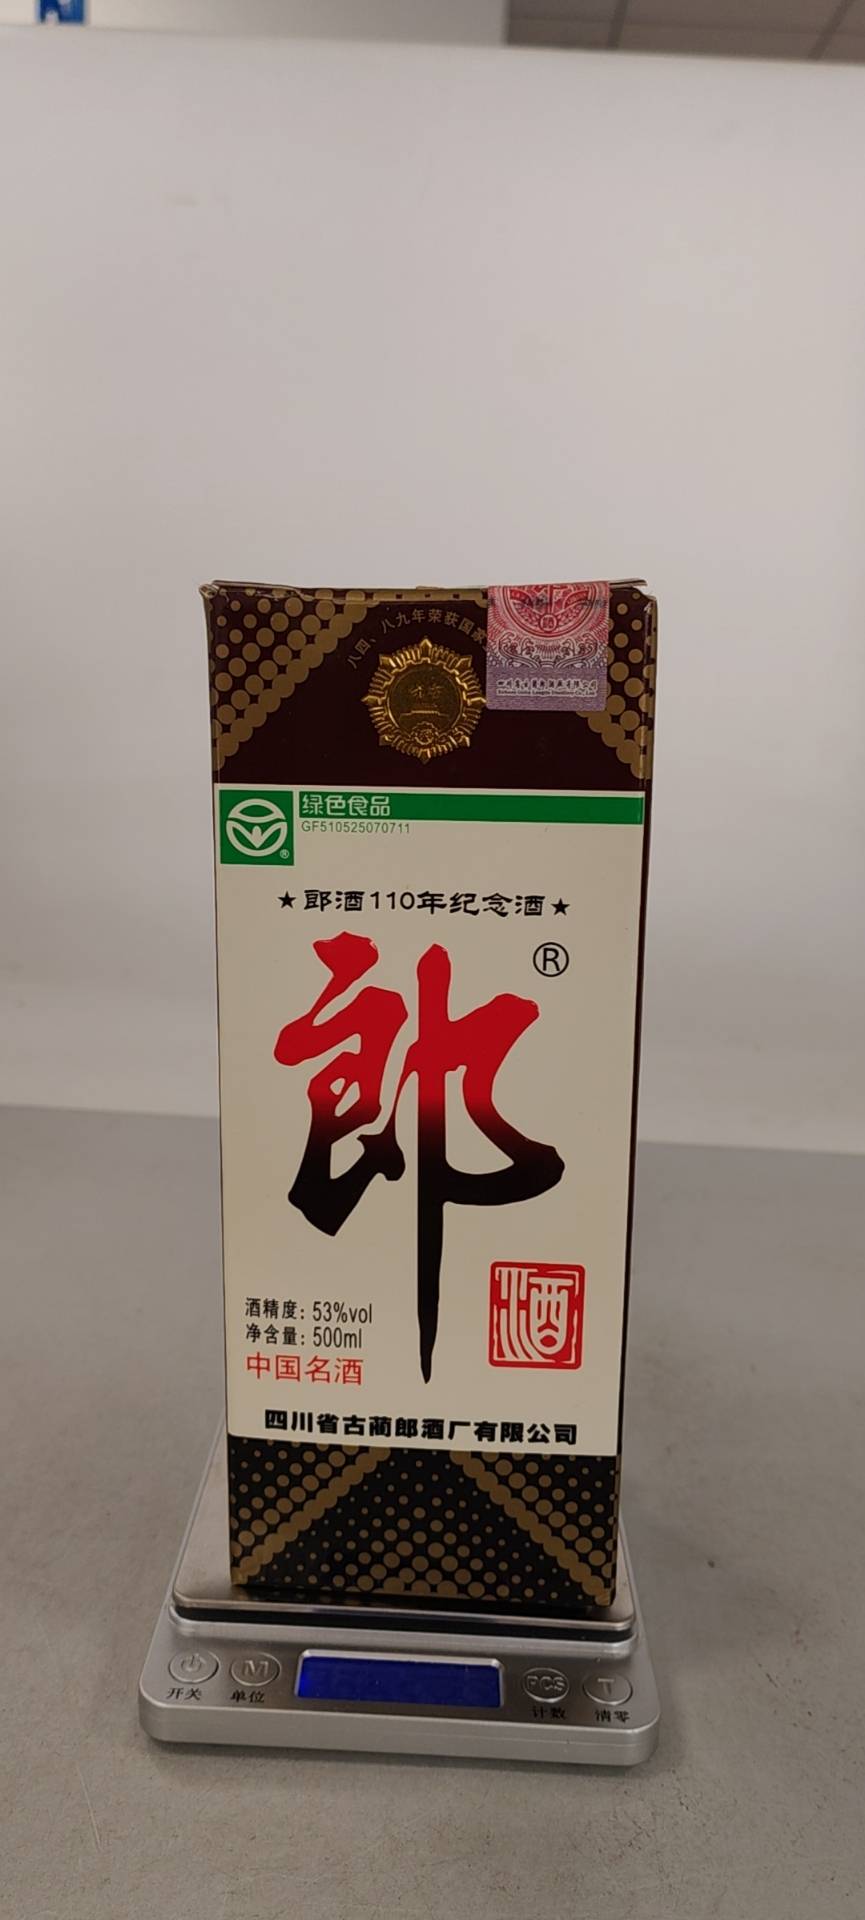 八四、八九年荣获国家
绿色食品
GF510525070711
★郎酒110年纪念酒★
郎®
酒
酒精度：53%vol
净含量：500ml
中国名酒
四川省古蔺郎酒厂有限公司
M PCS T
开关 单位 计数 清零